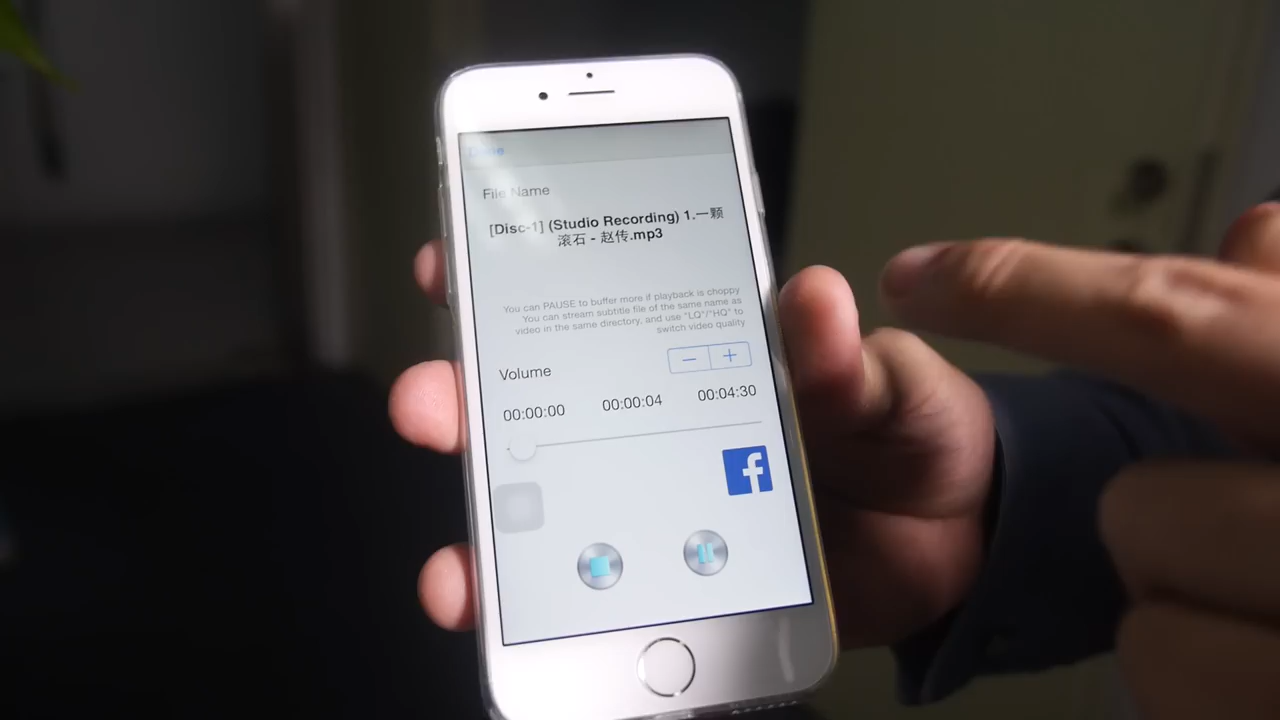 Done
File Name
[Disc-1] (Studio Recording) 1.一颗
滚石 - 赵传.mp3
You can PAUSE to buffer more if playback is choppy
You can stream subtitle file of the same name as
video in the same directory, and use "LQ"/"HQ" to
switch video quality
Volume − +
00:00:00 00:00:04 00:04:30
f